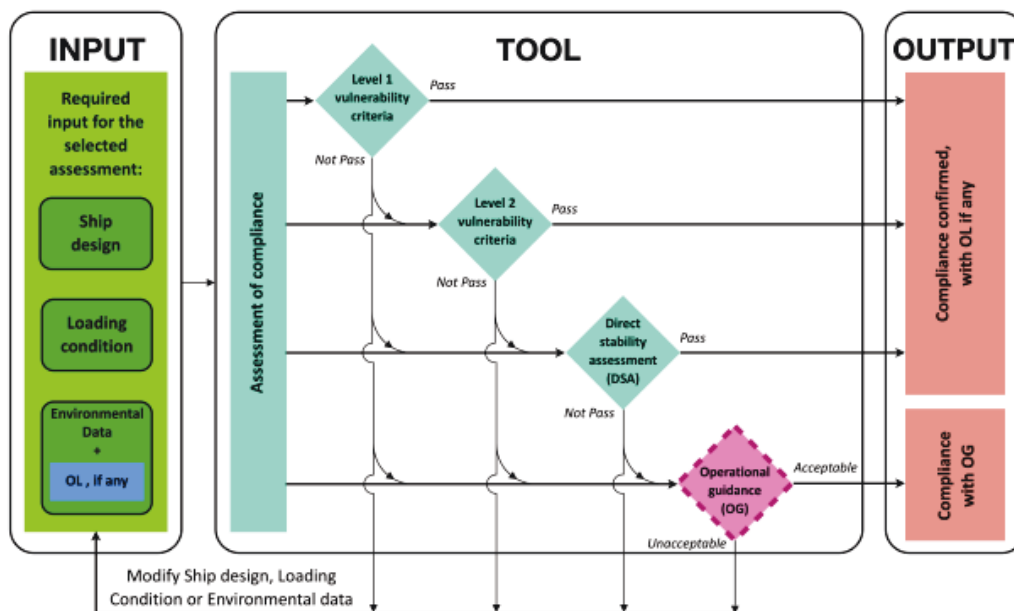 INPUT
Required
input for the
selected
assessment:
Ship
design
Loading
condition
Environmental
Data
+
OL , if any
TOOL
Assessment of compliance
Level 1
vulnerability
criteria
Pass
Not Pass
Level 2
vulnerability
criteria
Pass
Not Pass
Direct
stability
assessment
(DSA)
Pass
Not Pass
Operational
guidance
(OG)
Acceptable
Unacceptable
OUTPUT
Compliance confirmed,
with OL if any
Compliance
with OG
Modify Ship design, Loading
Condition or Environmental data